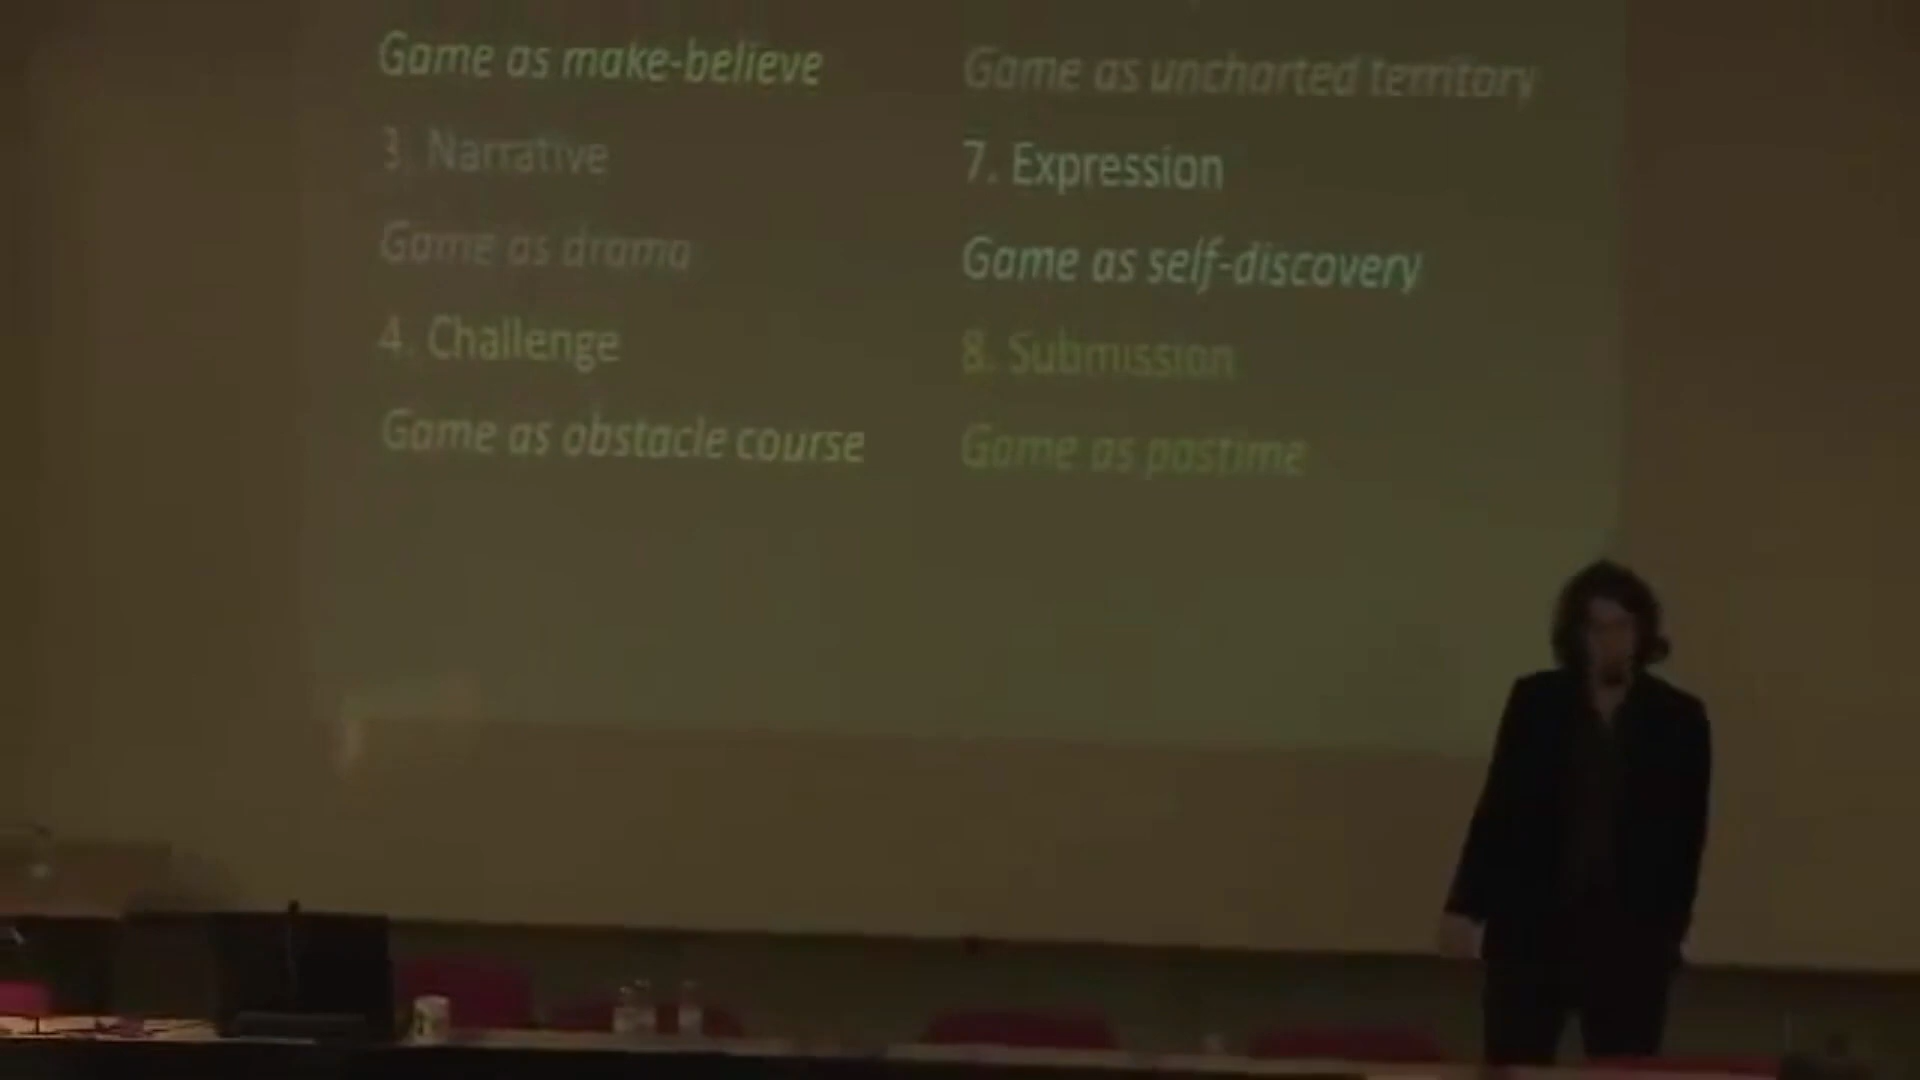 Game as make-believe
3. Narrative
Game as drama
4. Challenge
Game as obstacle course
Game as uncharted territory
7. Expression
Game as self-discovery
8. Submission
Game as pastime